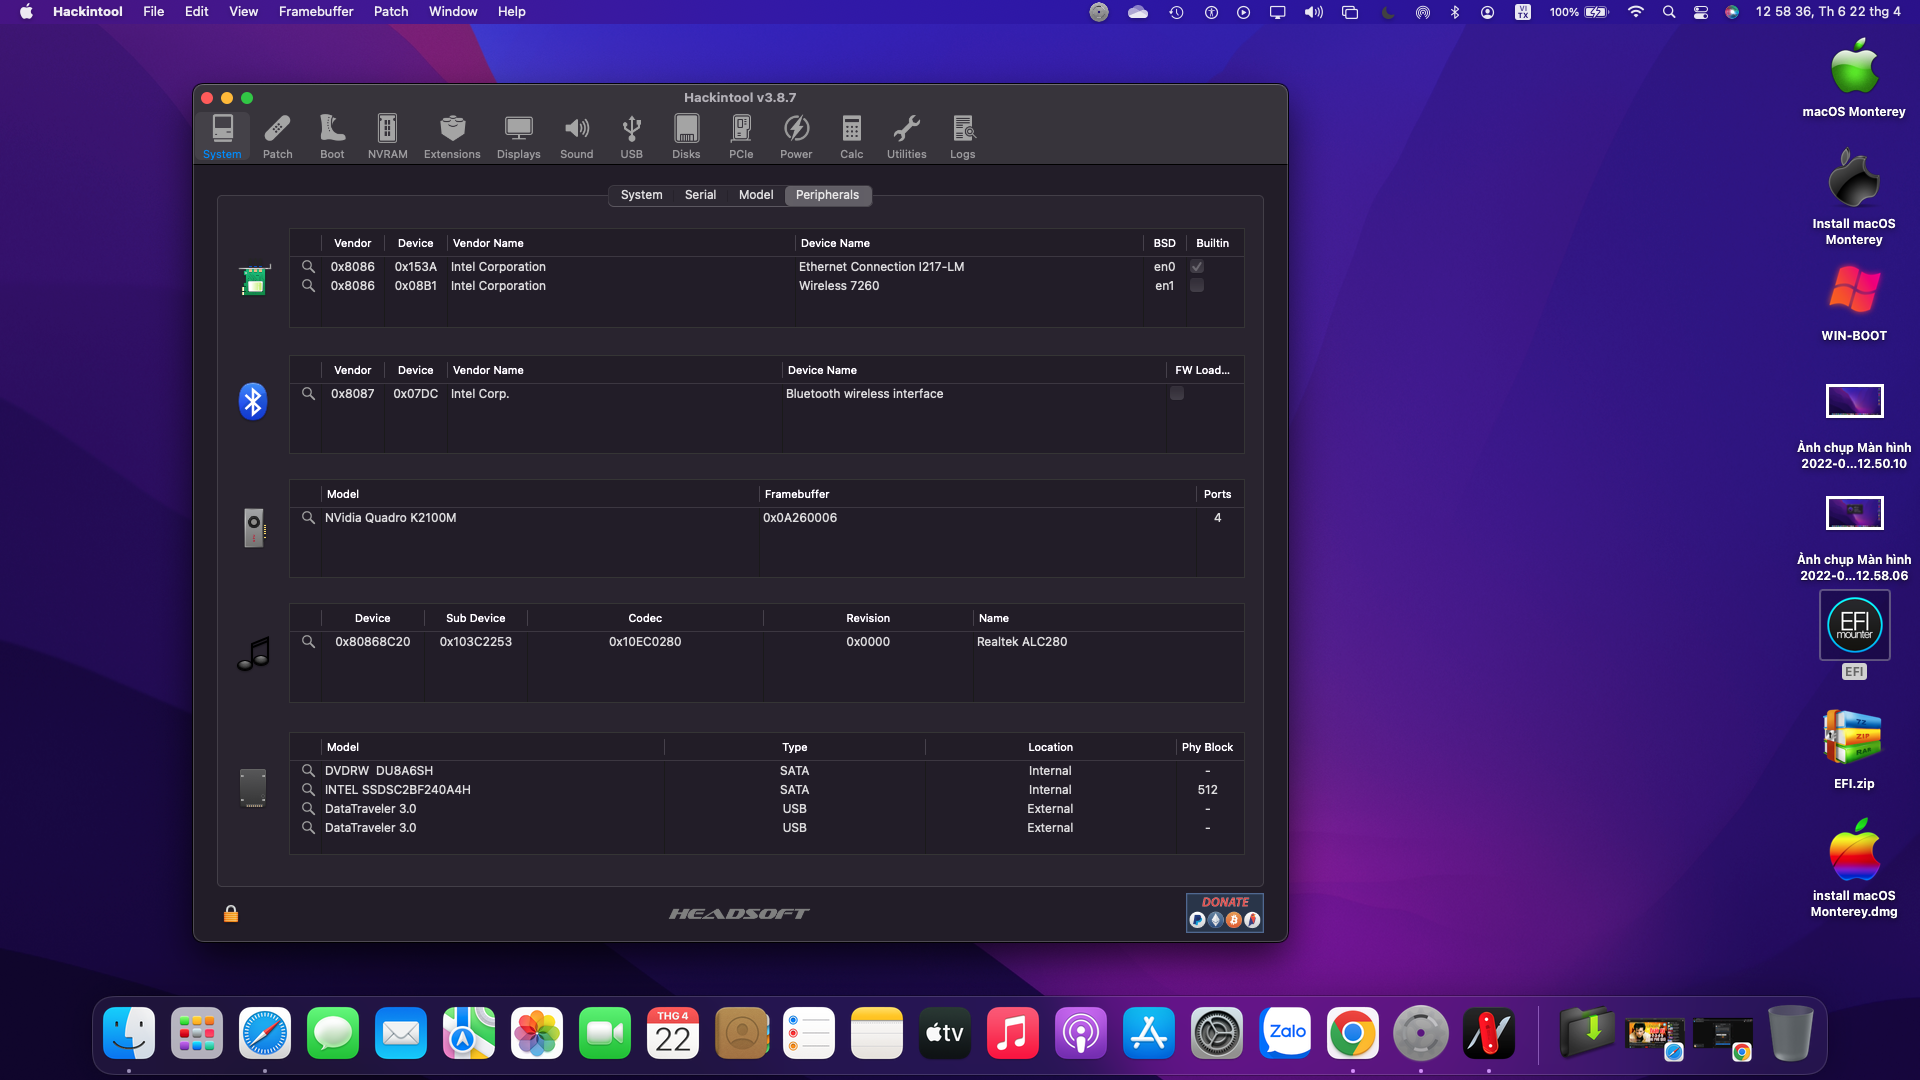 Hackintool File Edit View Framebuffer Patch Window Help
VI
TX
100%
12 58 36, Th 6 22 thg 4
Hackintool v3.8.7
System Patch Boot NVRAM Extensions Displays Sound USB Disks PCIe Power Calc Utilities Logs
System Serial Model Peripherals
Vendor Device Vendor Name Device Name BSD Builtin
0x8086 0x153A Intel Corporation Ethernet Connection I217-LM en0
0x8086 0x08B1 Intel Corporation Wireless 7260 en1
Vendor Device Vendor Name Device Name FW Load...
0x8087 0x07DC Intel Corp. Bluetooth wireless interface
Model Framebuffer Ports
NVidia Quadro K2100M 0x0A260006 4
Device Sub Device Codec Revision Name
0x80868C20 0x103C2253 0x10EC0280 0x0000 Realtek ALC280
Model Type Location Phy Block
DVDRW DU8A6SH SATA Internal -
INTEL SSDSC2BF240A4H SATA Internal 512
DataTraveler 3.0 USB External -
DataTraveler 3.0 USB External -
HEADSOFT
DONATE
macOS Monterey
Install macOS
Monterey
WIN-BOOT
Ảnh chụp Màn hình
2022-0...12.50.10
Ảnh chụp Màn hình
2022-0...12.58.06
EFI
mounter
EFI
7Z
ZIP
RAR
EFI.zip
install macOS
Monterey.dmg
THG 4
22
tv
Zalo